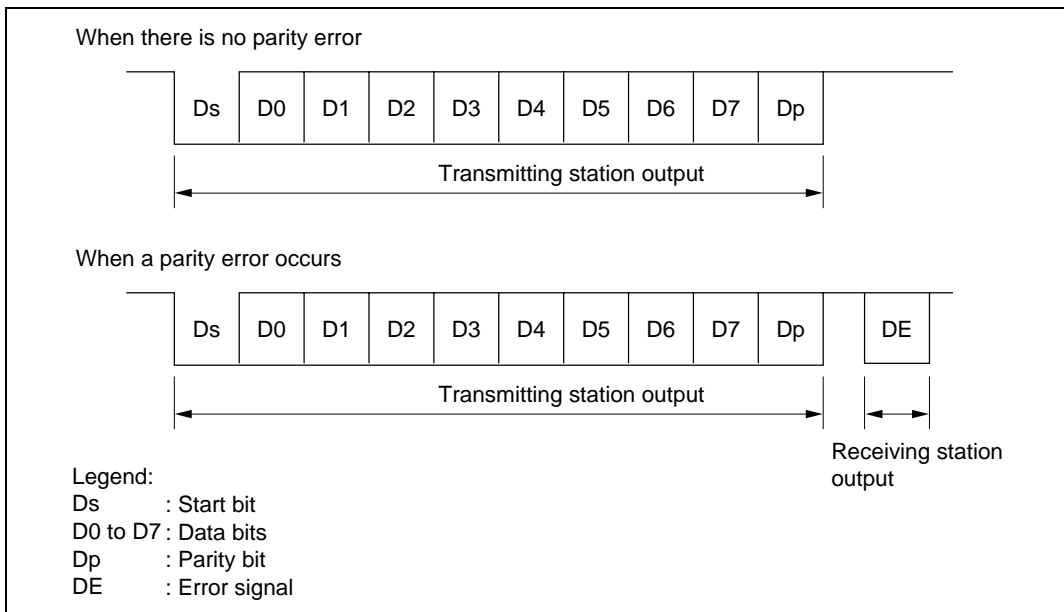 When there is no parity error
Ds D0 D1 D2 D3 D4 D5 D6 D7 Dp
Transmitting station output
When a parity error occurs
Ds D0 D1 D2 D3 D4 D5 D6 D7 Dp DE
Transmitting station output
Receiving station
output
Legend:
Ds : Start bit
D0 to D7 : Data bits
Dp : Parity bit
DE : Error signal